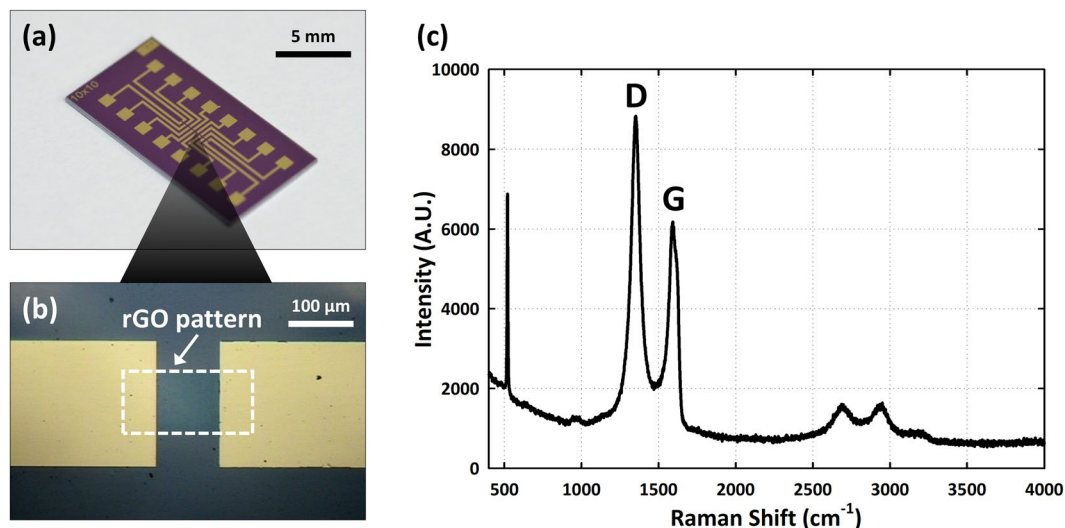 (a)
5 mm
10x10
(b)
100 μm
rGO pattern
(c)
10000
8000
6000
4000
2000
0
Intensity (A.U.)
D
G
500
1000
1500
2000
2500
3000
3500
4000
Raman Shift (cm⁻¹)